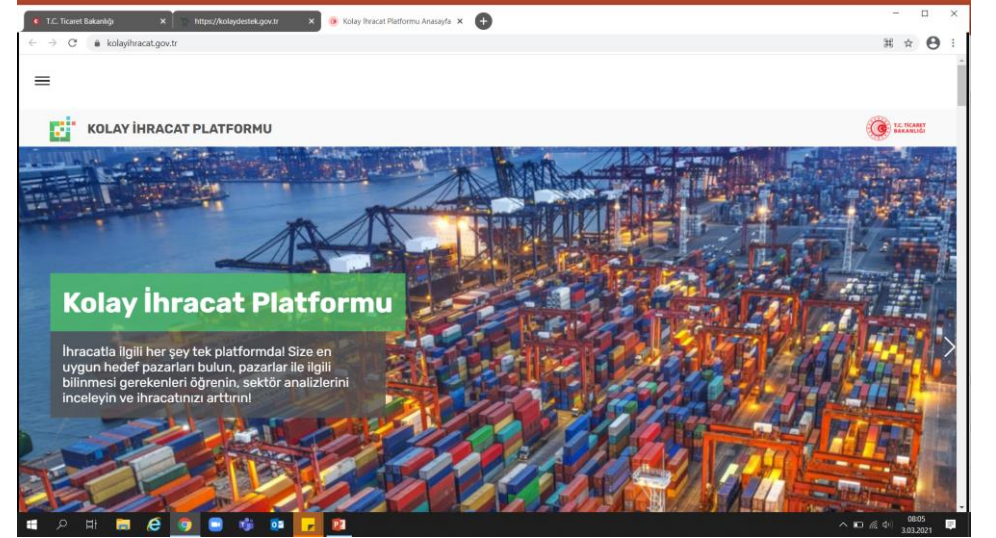 T.C. Ticaret Bakanlığı
https://kolaydestek.gov.tr
Kolay İhracat Platformu Anasayfa
kolayihracat.gov.tr
KOLAY İHRACAT PLATFORMU
T.C. TİCARET
BAKANLIĞI
Kolay İhracat Platformu
İhracatla ilgili her şey tek platformda! Size en
uygun hedef pazarları bulun, pazarlar ile ilgili
bilinmesi gerekenleri öğrenin, sektör analizlerini
inceleyin ve ihracatınızı arttırın!
08:05
3.03.2021